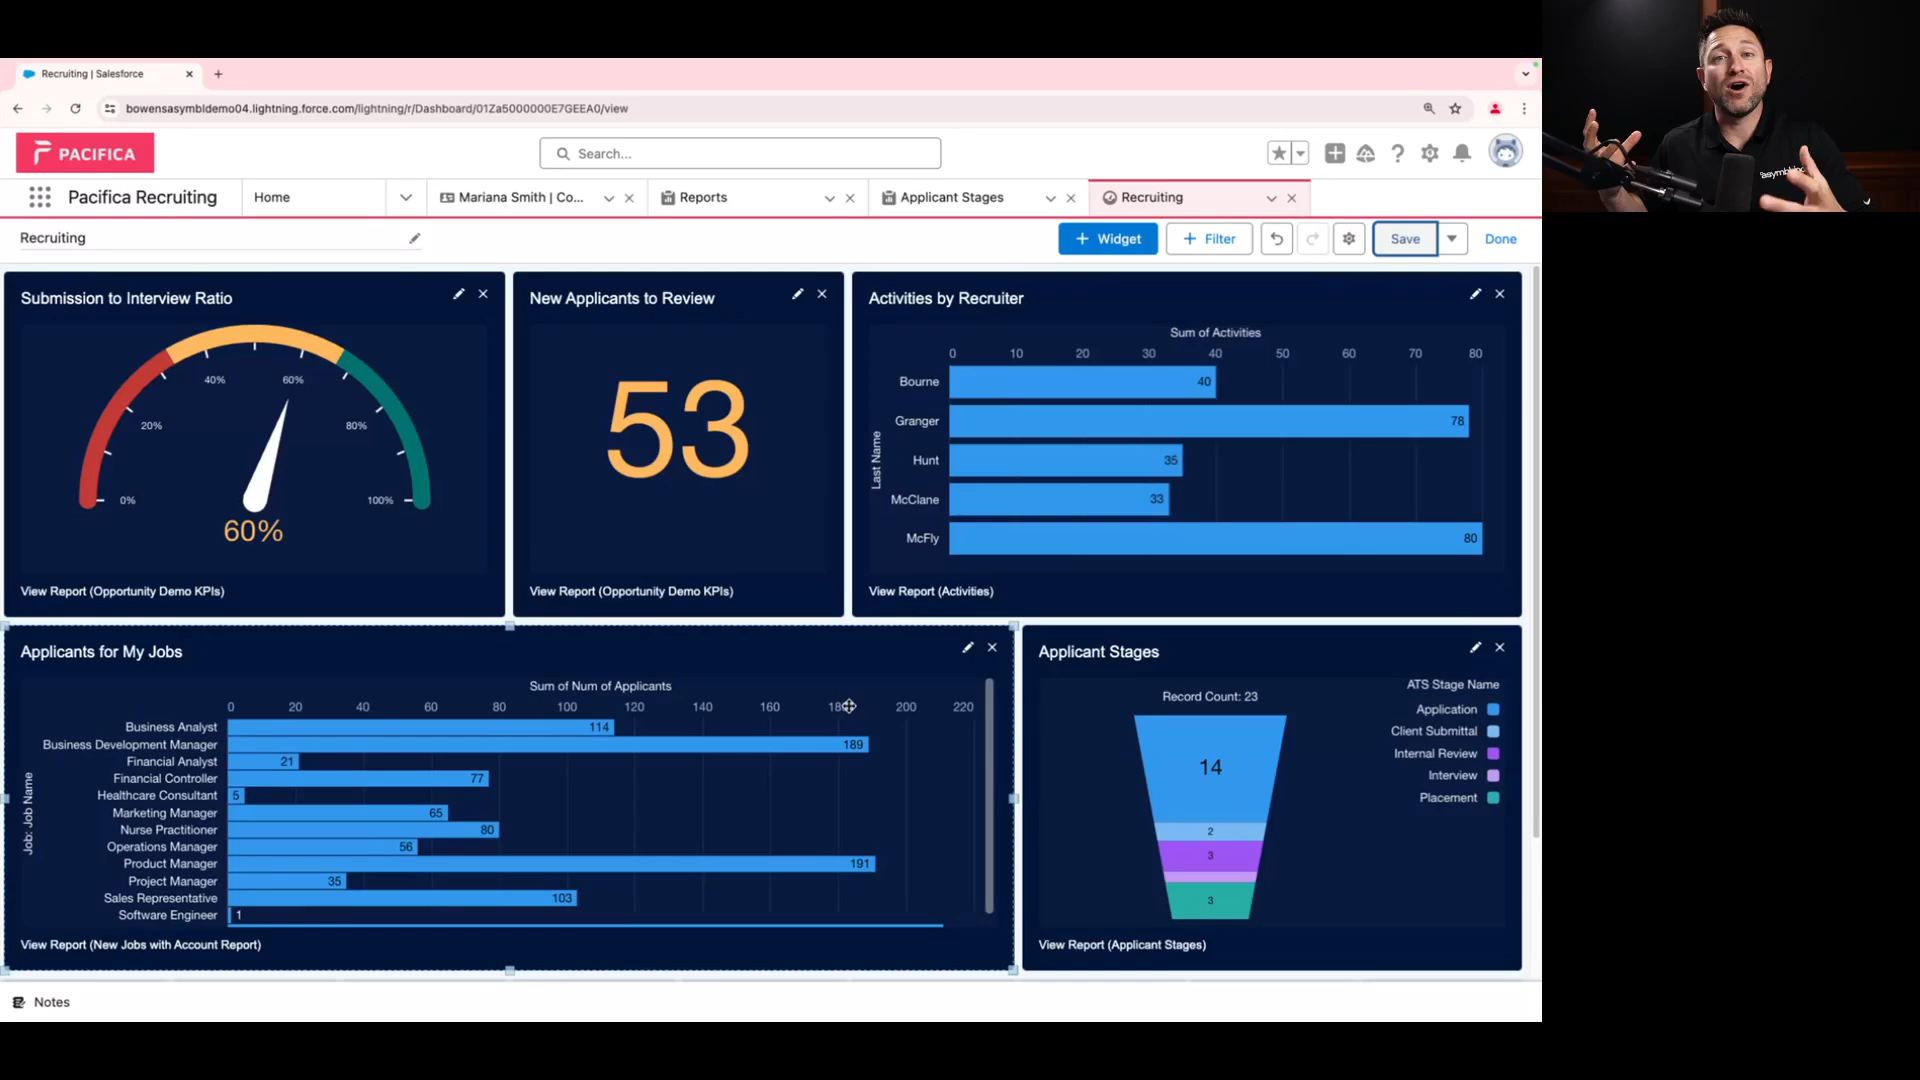 Recruiting | Salesforce
bowensasymbldemo04.lightning.force.com/lightning/r/Dashboard/01Za5000000E7GEEA0/view
PACIFICA
Search...
Pacifica Recruiting
Home
Mariana Smith | Co...
Reports
Applicant Stages
Recruiting
Recruiting
+ Widget
+ Filter
Save
Done
Submission to Interview Ratio
0%
20%
40%
60%
80%
100%
60%
View Report (Opportunity Demo KPIs)
New Applicants to Review
53
View Report (Opportunity Demo KPIs)
Activities by Recruiter
Sum of Activities
0 10 20 30 40 50 60 70 80
Last Name
Bourne 40
Granger 78
Hunt 35
McClane 33
McFly 80
View Report (Activities)
Applicants for My Jobs
Sum of Num of Applicants
0 20 40 60 80 100 120 140 160 180 200 220
Job: Job Name
Business Analyst 114
Business Development Manager 189
Financial Analyst 21
Financial Controller 77
Healthcare Consultant 5
Marketing Manager 65
Nurse Practitioner 80
Operations Manager 56
Product Manager 191
Project Manager 35
Sales Representative 103
Software Engineer 1
View Report (New Jobs with Account Report)
Applicant Stages
Record Count: 23
14
2
3
3
ATS Stage Name
Application
Client Submittal
Internal Review
Interview
Placement
View Report (Applicant Stages)
Notes